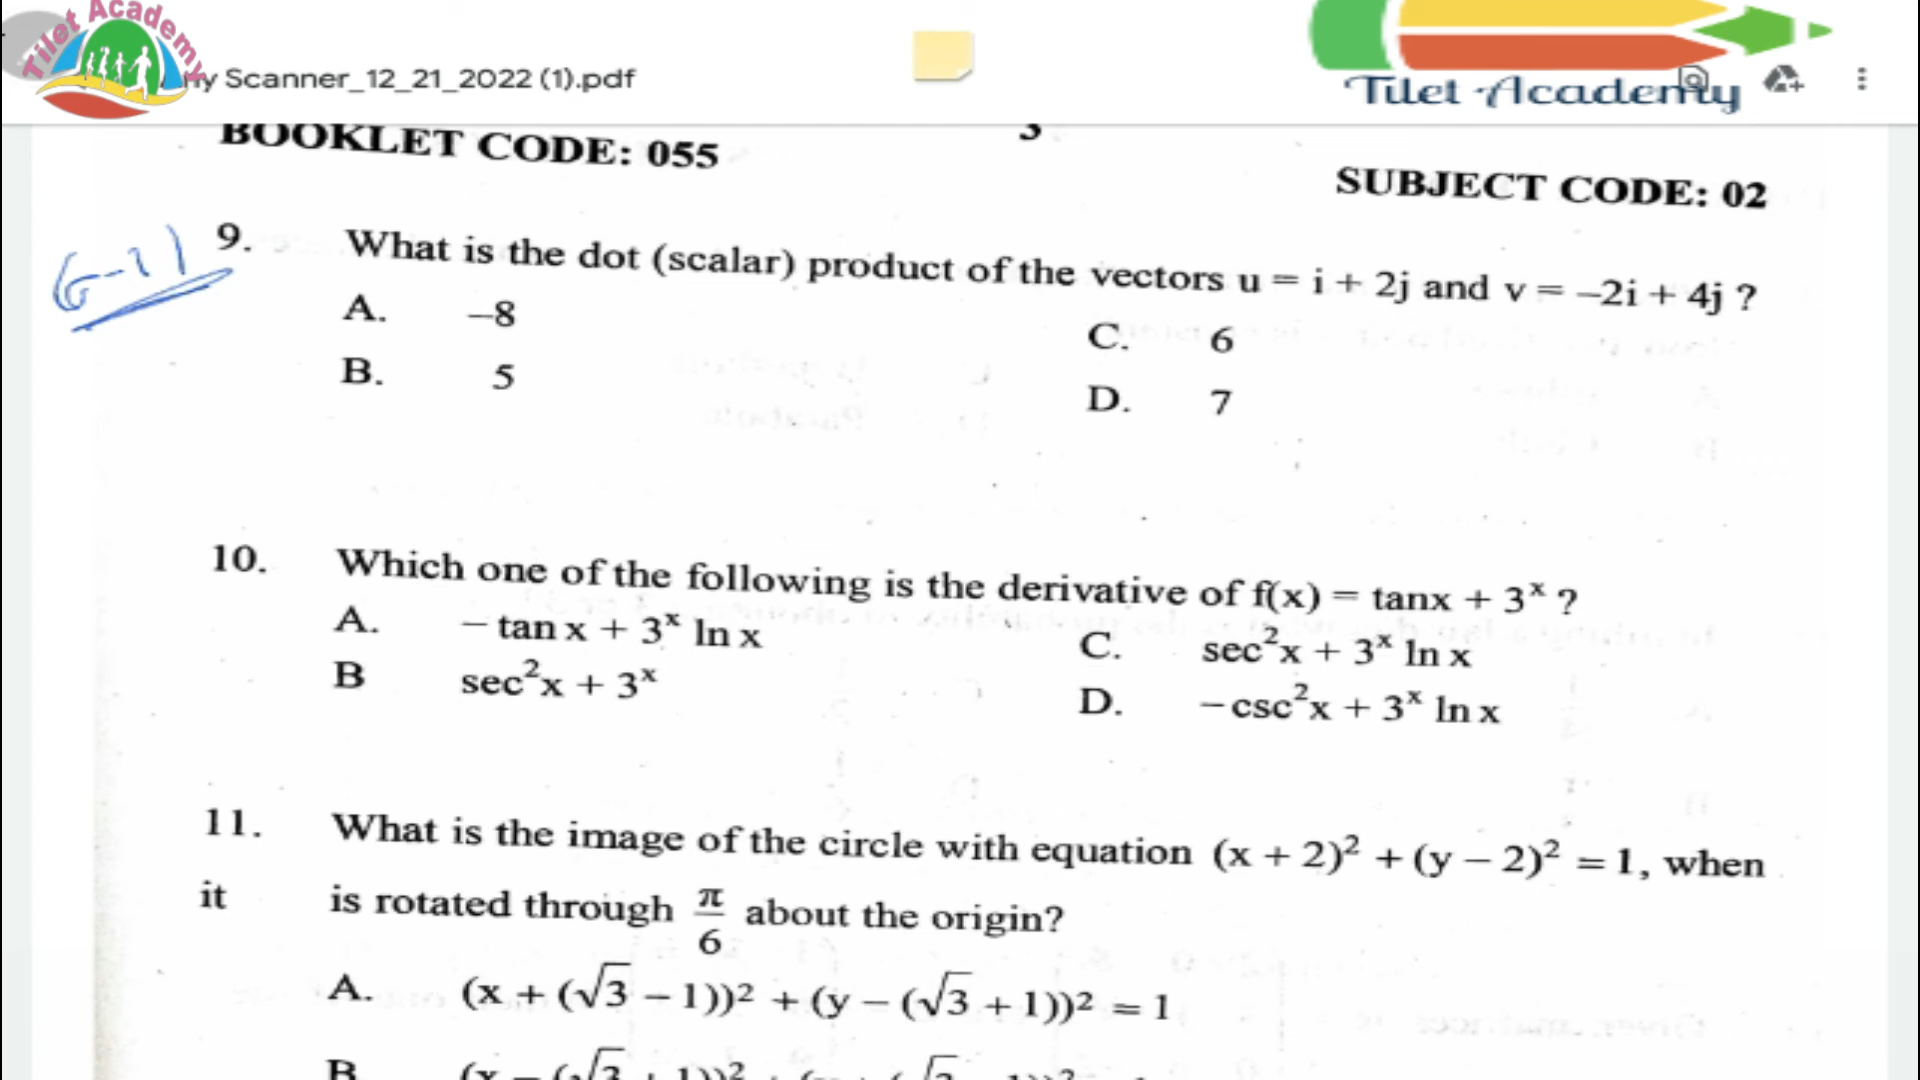 Tilet Academy
Scanner_12_21_2022 (1).pdf
Tilet Academy
BOOKLET CODE: 055
3
SUBJECT CODE: 02
9. What is the dot (scalar) product of the vectors u = i + 2j and v = –2i + 4j ?
A. –8
C. 6
B. 5
D. 7
10. Which one of the following is the derivative of f(x) = tanx + 3ˣ ?
A. – tan x + 3ˣ ln x
C. sec²x + 3ˣ ln x
B sec²x + 3ˣ
D. – csc²x + 3ˣ ln x
11. What is the image of the circle with equation (x + 2)² + (y – 2)² = 1, when
it is rotated through π/6 about the origin?
A. (x + (√3 – 1))² + (y – (√3 + 1))² = 1